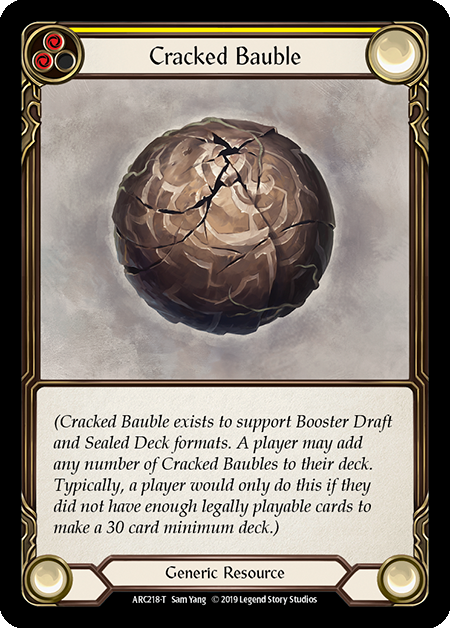 Cracked Bauble
(Cracked Bauble exists to support Booster Draft
and Sealed Deck formats. A player may add
any number of Cracked Baubles to their deck.
Typically, a player would only do this if they
did not have enough legally playable cards to
make a 30 card minimum deck.)
Generic Resource
ARC218-T Sam Yang © 2019 Legend Story Studios